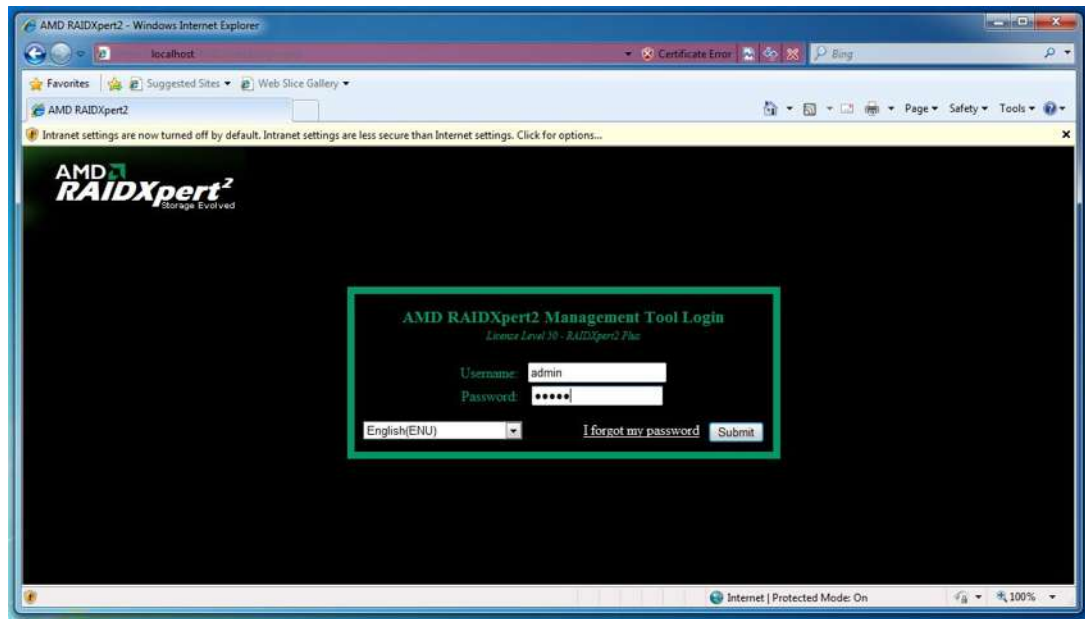 AMD RAIDXpert2 - Windows Internet Explorer
localhost
Certificate Error
Bing
Favorites
Suggested Sites
Web Slice Gallery
AMD RAIDXpert2
Page
Safety
Tools
Intranet settings are now turned off by default. Intranet settings are less secure than Internet settings. Click for options...
AMD
RAIDXpert2
Storage Evolved
AMD RAIDXpert2 Management Tool Login
License Level 30 - RAIDXpert2 Plus
Username: admin
Password: •••••
English(ENU)
I forgot my password
Submit
Internet | Protected Mode: On
100%